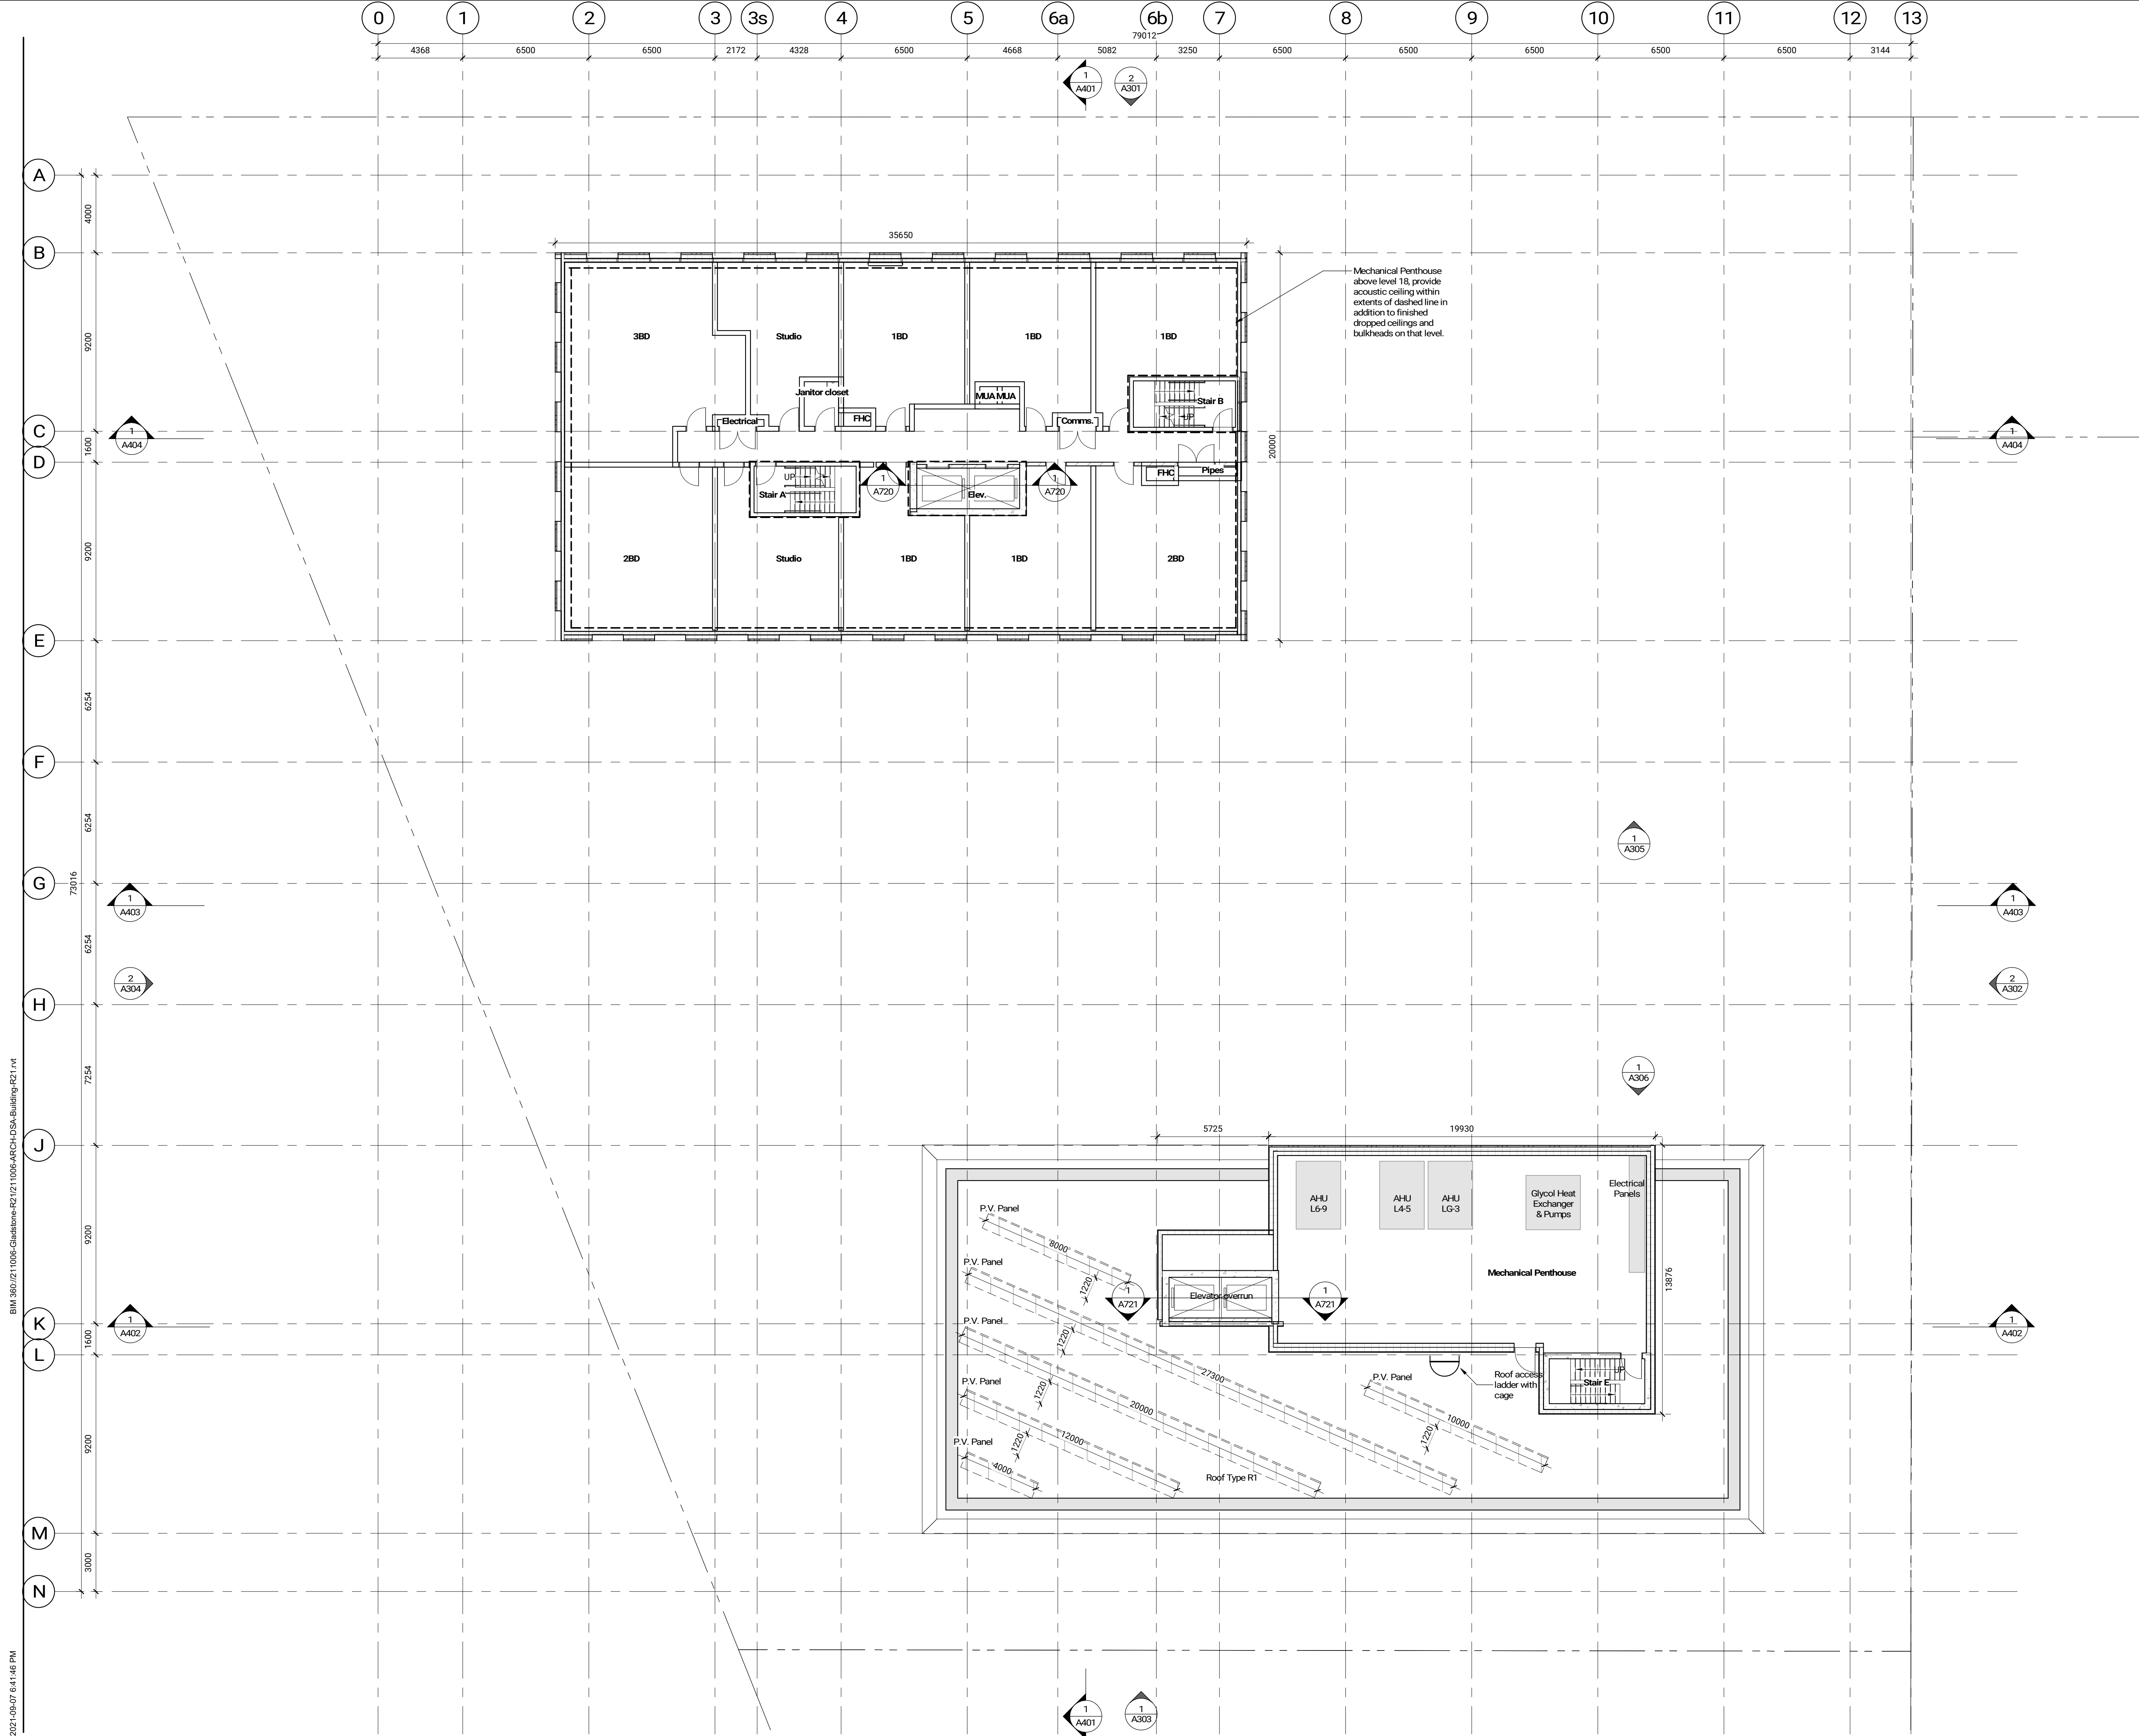 0 1 2 3 3s 4 5 6a 6b 7 8 9 10 11 12 13
79012
4368 6500 6500 2172 4328 6500 4668 5082 3250 6500 6500 6500 6500 6500 3144
1
A401
2
A301
A
4000
B
35650
Mechanical Penthouse
above level 18, provide
acoustic ceiling within
extents of dashed line in
addition to finished
dropped ceilings and
bulkheads on that level.
9200
3BD
Studio
1BD
1BD
1BD
Janitor closet
MUA MUA
Stair B
UP
FHC
Electrical
Comms.
C
1
A404
1
A404
1600
20000
D
FHC
Pipes
UP
Stair A
1
A720
Elev.
1
A720
9200
2BD
Studio
1BD
1BD
2BD
E
6254
F
6254
1
A305
G
73016
1
A403
1
A403
6254
2
A304
2
A302
H
7254
1
A306
J
5725
19930
9200
AHU
L6-9
AHU
L4-5
AHU
LG-3
Glycol Heat
Exchanger
& Pumps
Electrical
Panels
P.V. Panel
8000
P.V. Panel
1220
Mechanical Penthouse
13876
1
A721
Elevator overrun
1
A721
K
1
A402
1
A402
P.V. Panel
1220
1600
L
27300
UP
Roof access
ladder with
cage
Stair E
P.V. Panel
1220
P.V. Panel
20000
10000
1220
12000
9200
P.V. Panel
1220
4000
Roof Type R1
M
3000
N
1
A401
1
A303
BIM 360://211006-Gladstone-R21/211006-ARCH-DSA-Building-R21.rvt
2021-09-07 6:41:46 PM